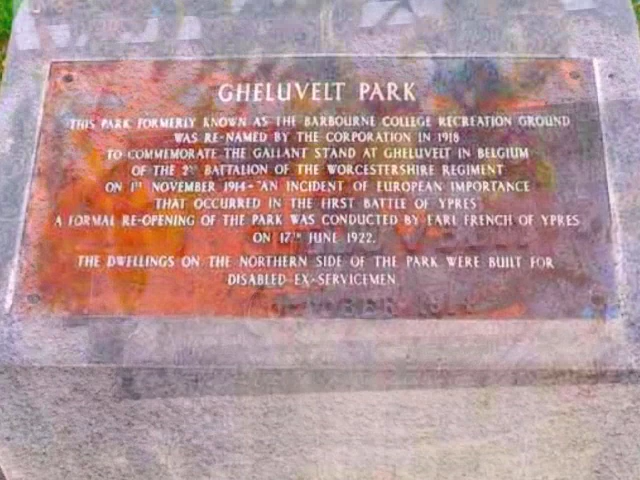 GHELUVELT PARK
THIS PARK FORMERLY KNOWN AS THE BARBOURNE COLLEGE RECREATION GROUND
WAS RE-NAMED BY THE CORPORATION IN 1918
TO COMMEMORATE THE GALLANT STAND AT GHELUVELT IN BELGIUM
OF THE 2ND BATTALION OF THE WORCESTERSHIRE REGIMENT
ON 1ST NOVEMBER 1914-"AN INCIDENT OF EUROPEAN IMPORTANCE
THAT OCCURRED IN THE FIRST BATTLE OF YPRES
A FORMAL RE-OPENING OF THE PARK WAS CONDUCTED BY EARL FRENCH OF YPRES
ON 17TH JUNE 1922.
THE DWELLINGS ON THE NORTHERN SIDE OF THE PARK WERE BUILT FOR
DISABLED EX-SERVICEMEN